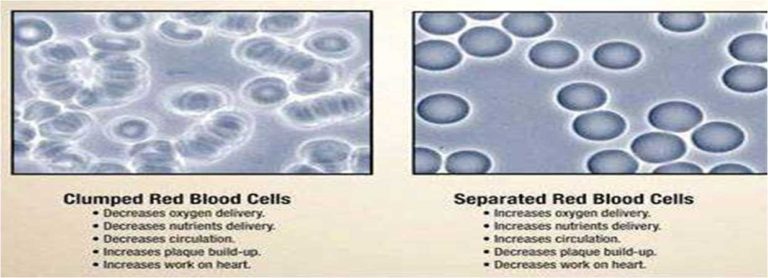 Clumped Red Blood Cells
• Decreases oxygen delivery.
• Decreases nutrients delivery.
• Decreases circulation.
• Increases plaque build-up.
• Increases work on heart.
Separated Red Blood Cells
• Increases oxygen delivery.
• Increases nutrients delivery.
• Increases circulation.
• Decreases plaque build-up.
• Decreases work on heart.